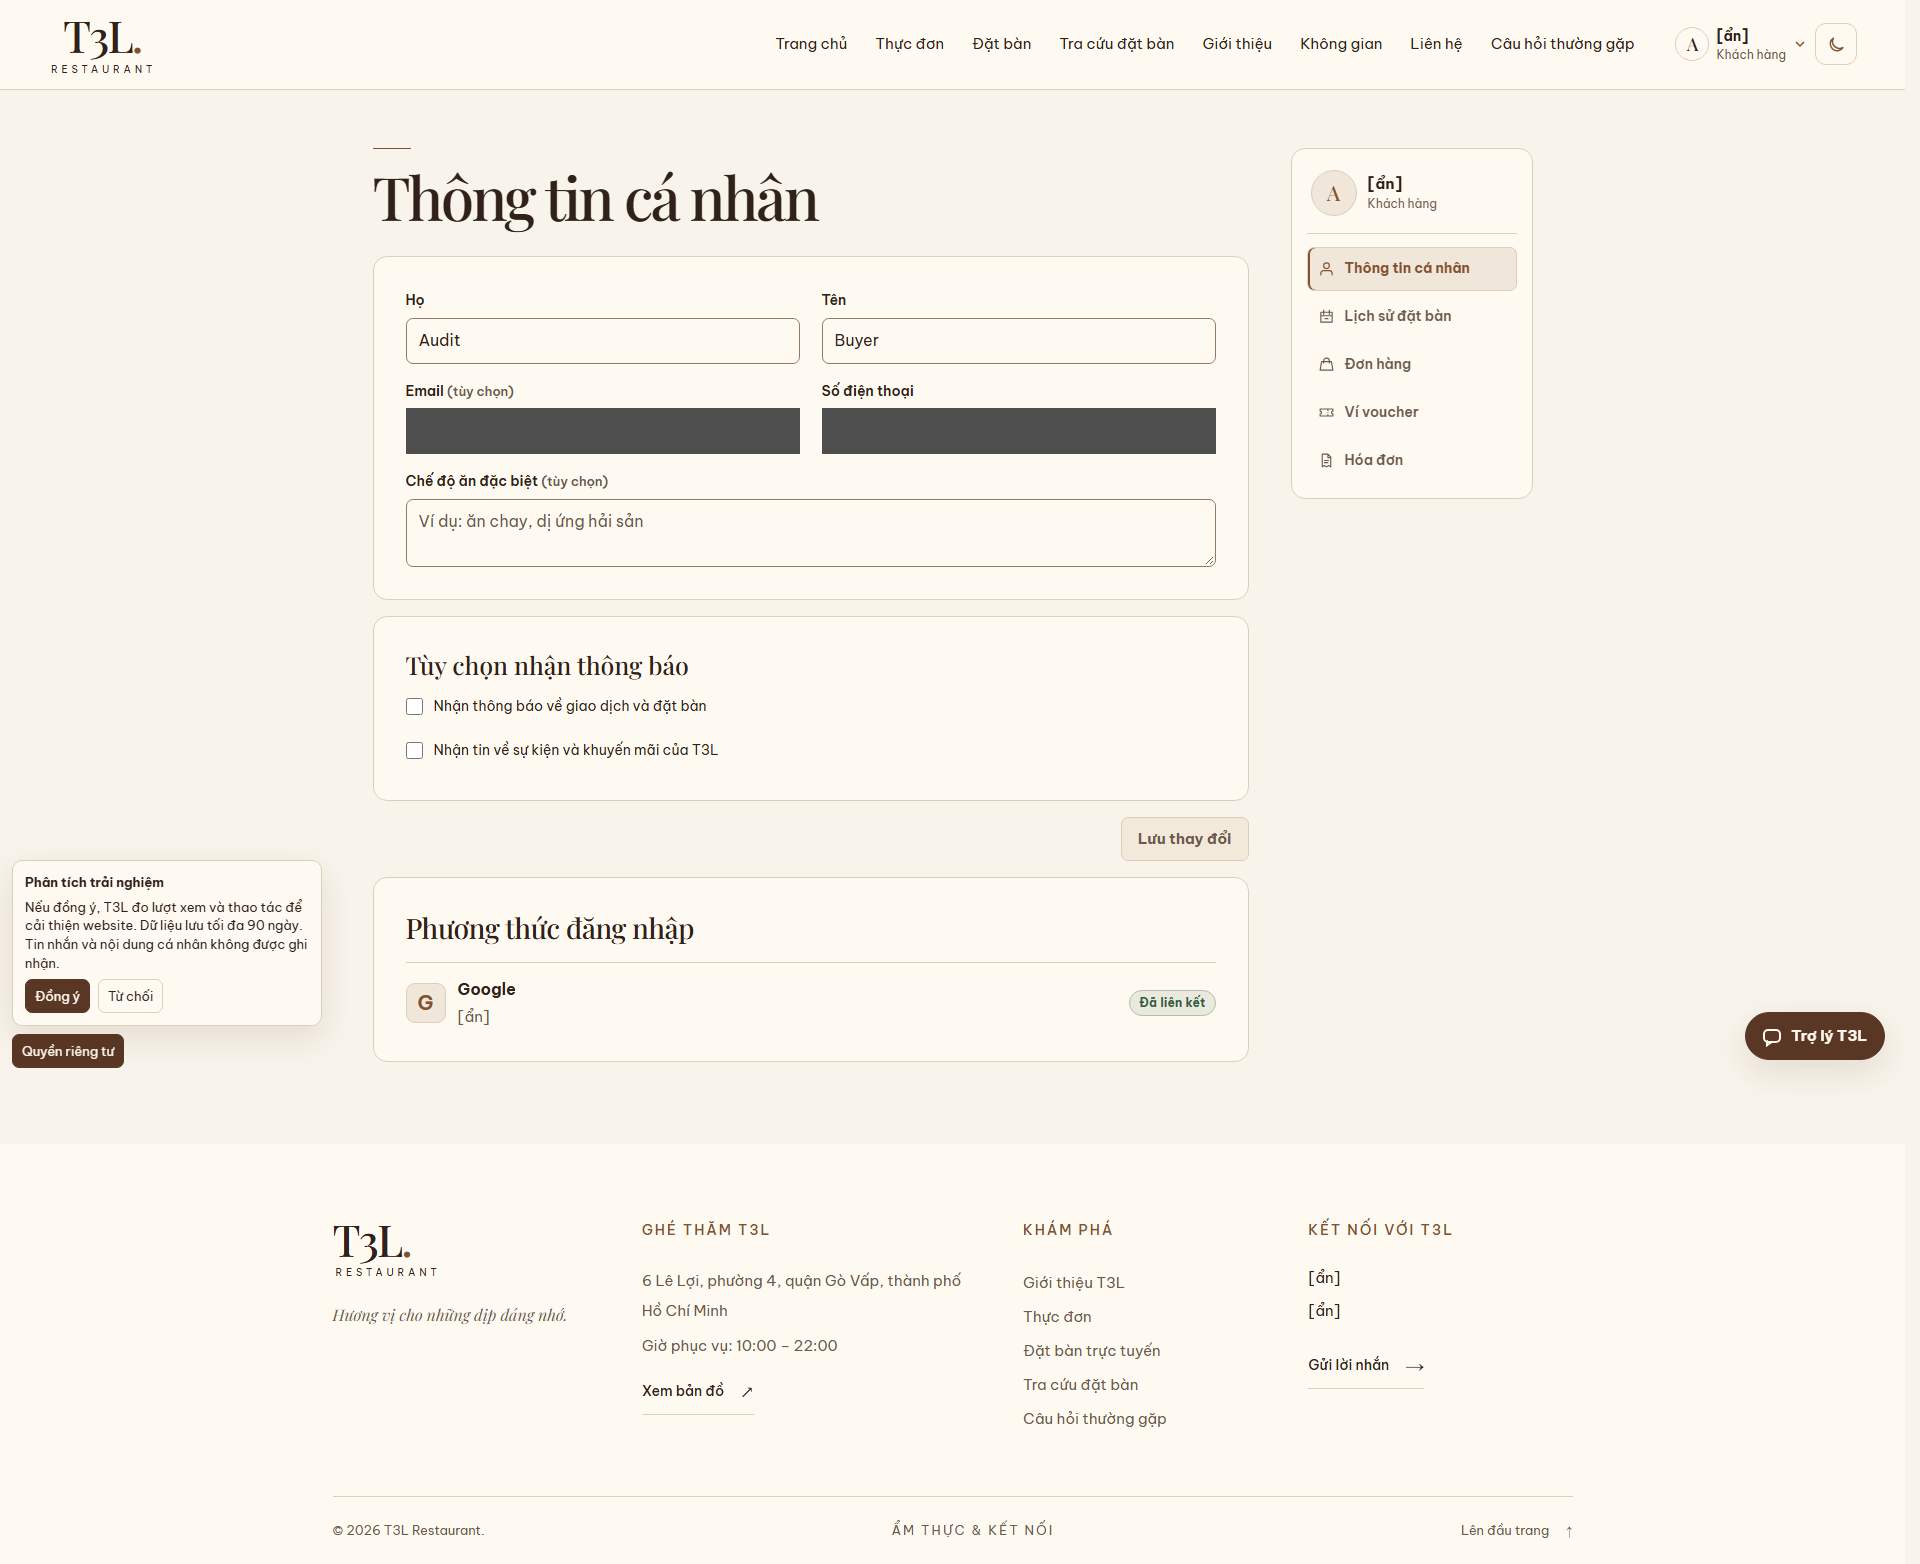 T3L.
RESTAURANT
Trang chủ
Thực đơn
Đặt bàn
Tra cứu đặt bàn
Giới thiệu
Không gian
Liên hệ
Câu hỏi thường gặp
A
[ẩn]
Khách hàng
Thông tin cá nhân
Họ
Tên
Audit
Buyer
Email (tùy chọn)
Số điện thoại
Chế độ ăn đặc biệt (tùy chọn)
Ví dụ: ăn chay, dị ứng hải sản
Tùy chọn nhận thông báo
Nhận thông báo về giao dịch và đặt bàn
Nhận tin về sự kiện và khuyến mãi của T3L
Lưu thay đổi
Phương thức đăng nhập
G
Google
[ẩn]
Đã liên kết
A
[ẩn]
Khách hàng
Thông tin cá nhân
Lịch sử đặt bàn
Đơn hàng
Ví voucher
Hóa đơn
Phân tích trải nghiệm
Nếu đồng ý, T3L đo lượt xem và thao tác để
cải thiện website. Dữ liệu lưu tối đa 90 ngày.
Tin nhắn và nội dung cá nhân không được ghi
nhận.
Đồng ý
Từ chối
Quyền riêng tư
Trợ lý T3L
T3L.
RESTAURANT
Hương vị cho những dịp đáng nhớ.
GHÉ THĂM T3L
6 Lê Lợi, phường 4, quận Gò Vấp, thành phố
Hồ Chí Minh
Giờ phục vụ: 10:00 – 22:00
Xem bản đồ ↗
KHÁM PHÁ
Giới thiệu T3L
Thực đơn
Đặt bàn trực tuyến
Tra cứu đặt bàn
Câu hỏi thường gặp
KẾT NỐI VỚI T3L
[ẩn]
[ẩn]
Gửi lời nhắn →
© 2026 T3L Restaurant.
ẨM THỰC & KẾT NỐI
Lên đầu trang ↑